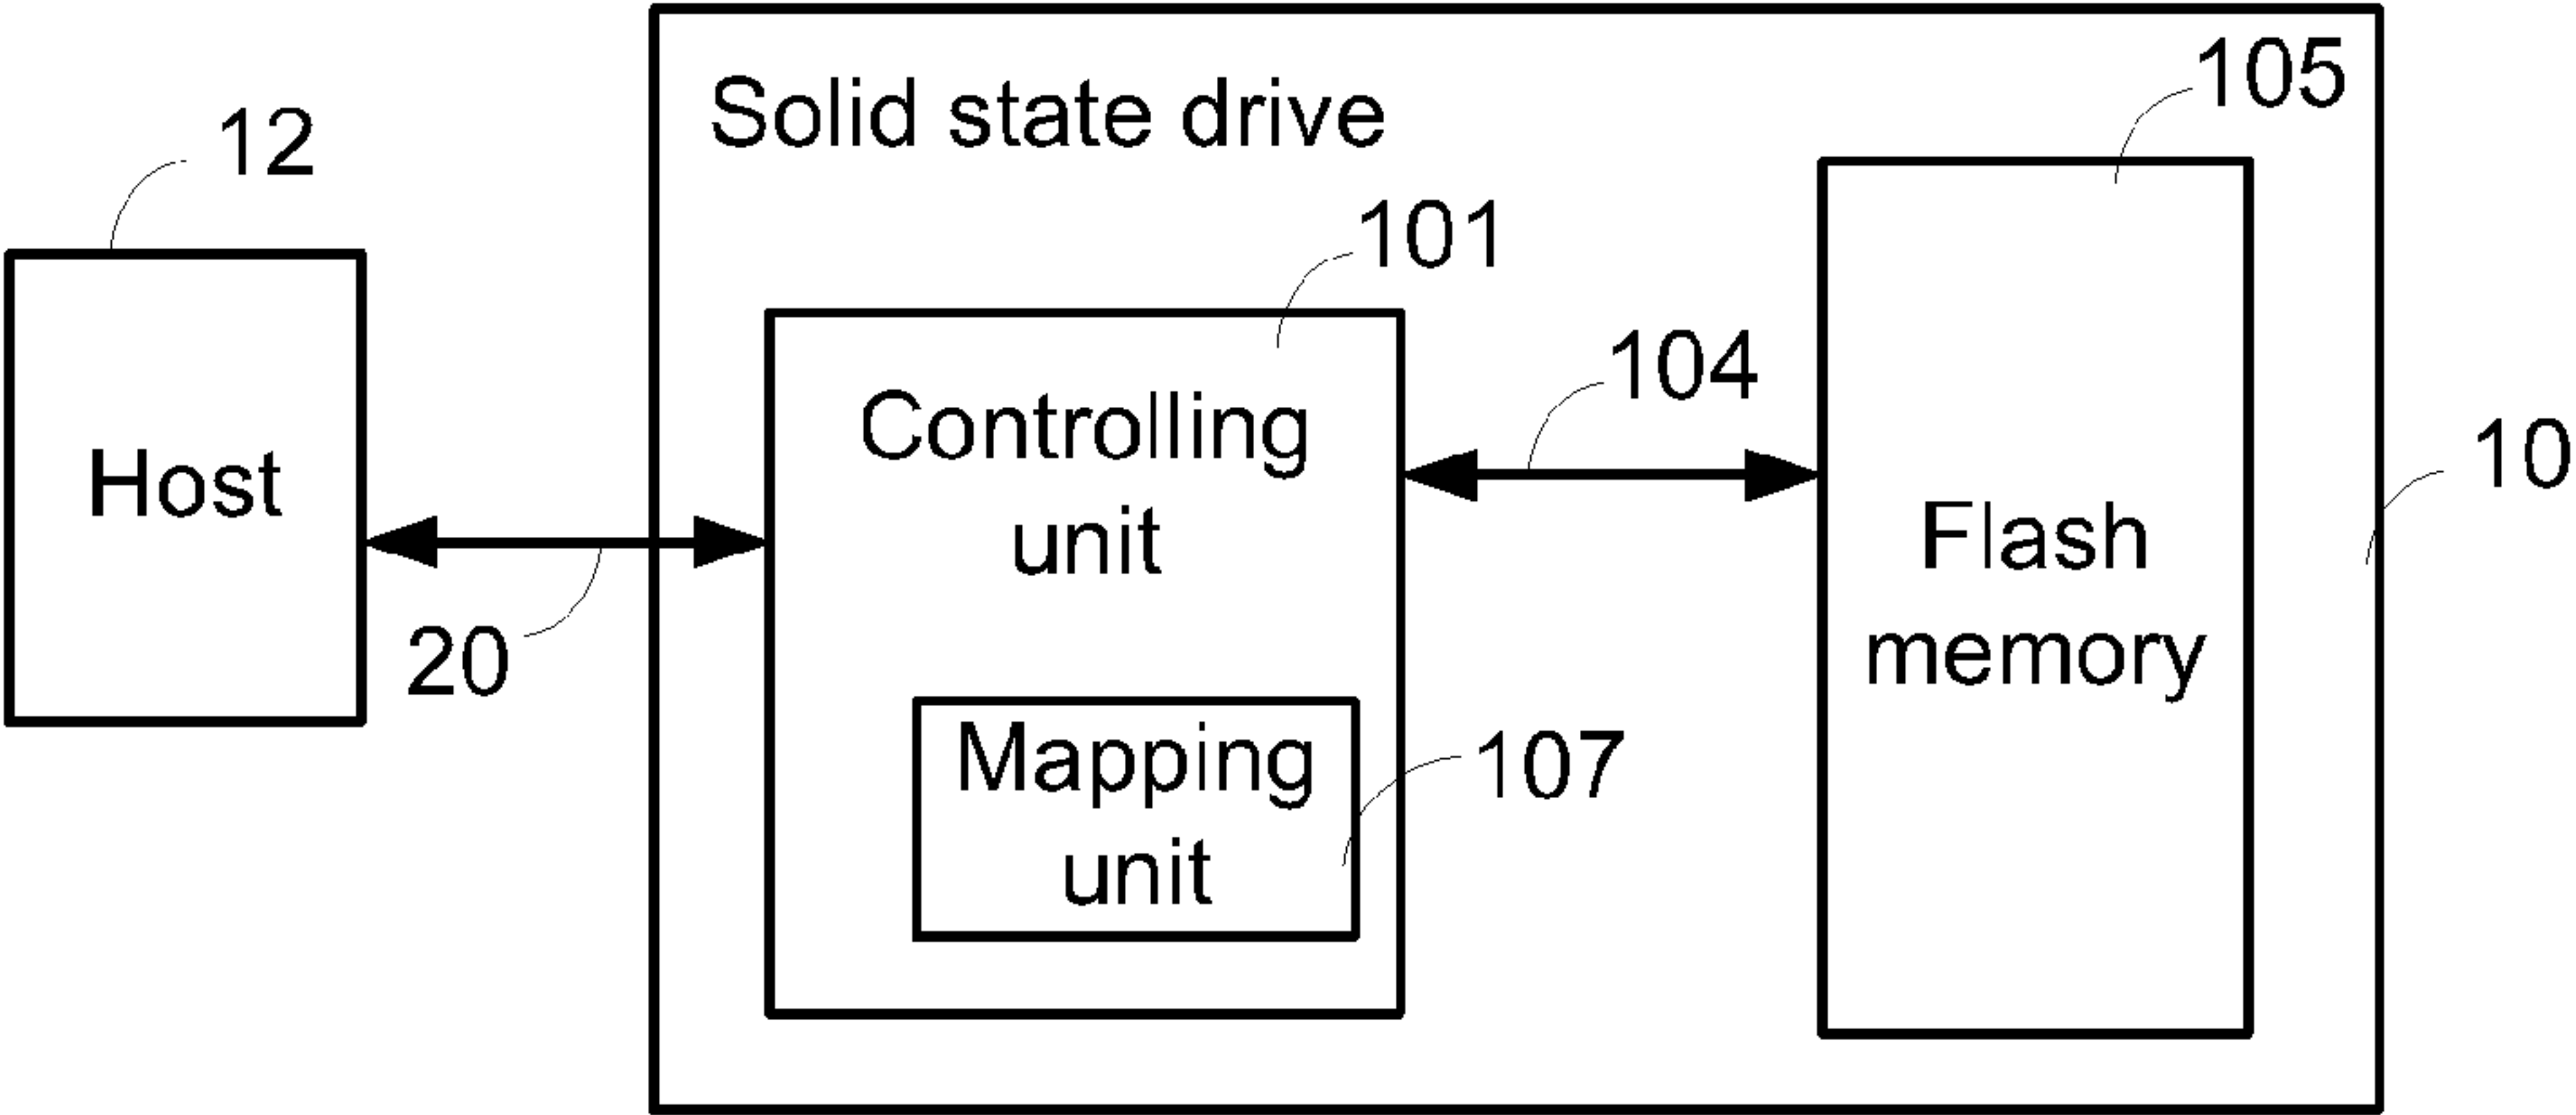 Solid state drive
105
12
101
104
Controlling
unit
10
Host
Flash
memory
20
Mapping
unit
107